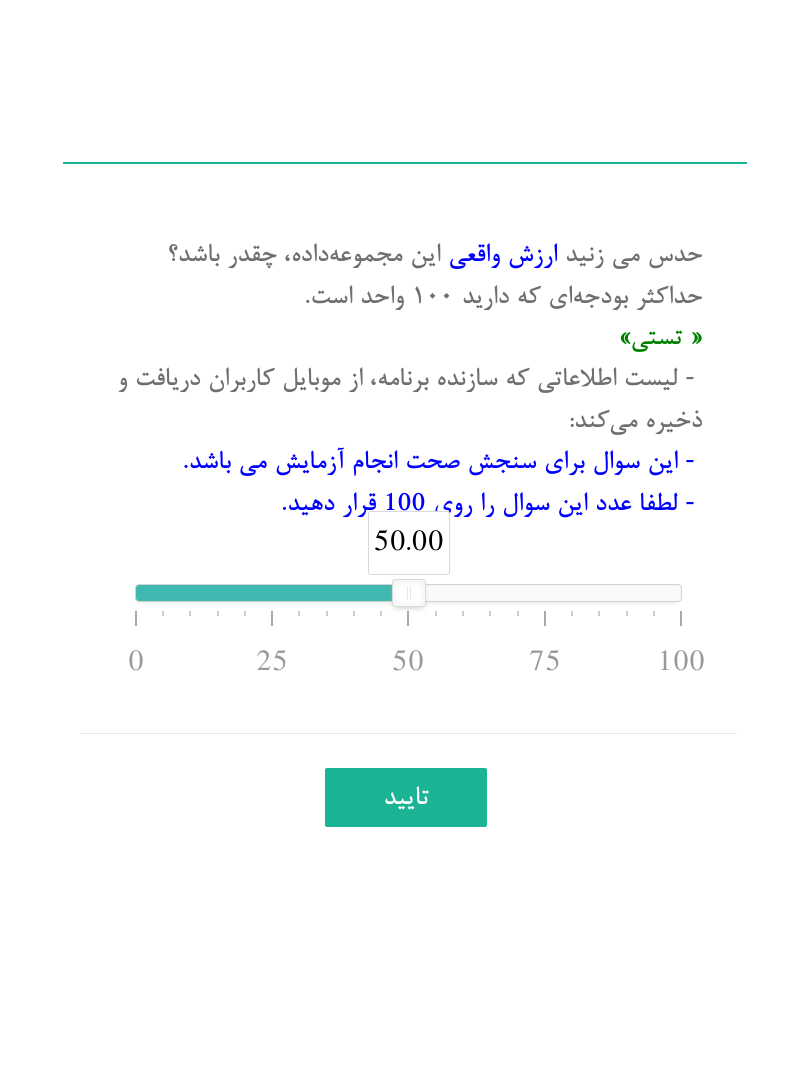 حدس می زنید ارزش واقعی این مجموعه‌داده، چقدر باشد؟
حداکثر بودجه‌ای که دارید ۱۰۰ واحد است.
« تستی»
- لیست اطلاعاتی که سازنده برنامه، از موبایل کاربران دریافت و
ذخیره می‌کند:
- این سوال برای سنجش صحت انجام آزمایش می باشد.
- لطفا عدد این سوال را روی 100 قرار دهید.
50.00
0 25 50 75 100
تایید